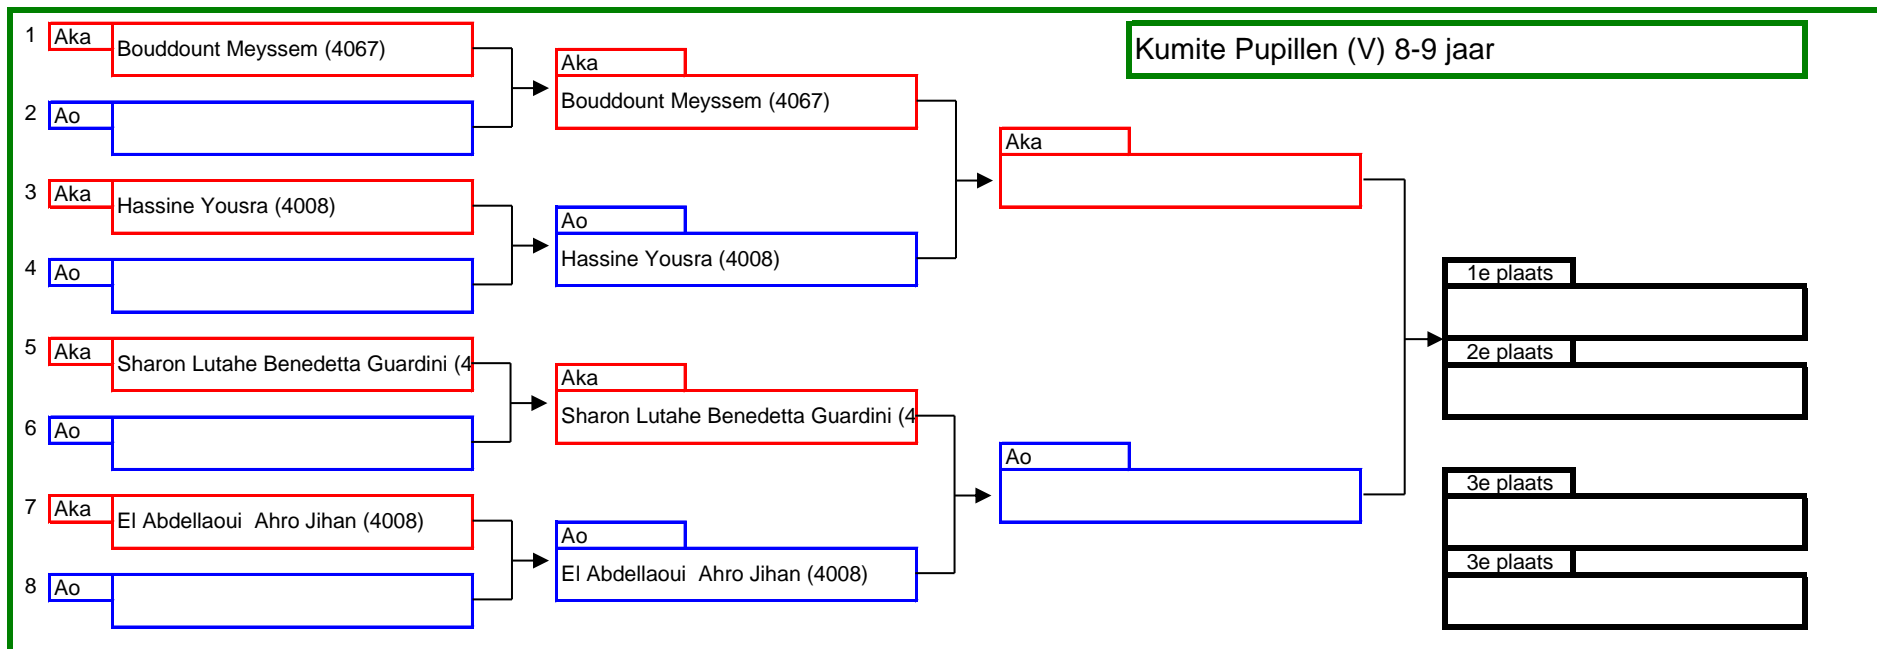 Kumite Pupillen (V) 8-9 jaar
1 Aka Bouddount Meyssem (4067)
2 Ao
3 Aka Hassine Yousra (4008)
4 Ao
5 Aka Sharon Lutahe Benedetta Guardini (4
6 Ao
7 Aka El Abdellaoui  Ahro Jihan (4008)
8 Ao
Aka
Bouddount Meyssem (4067)
Ao
Hassine Yousra (4008)
Aka
Sharon Lutahe Benedetta Guardini (4
Ao
El Abdellaoui  Ahro Jihan (4008)
Aka
Ao
1e plaats
2e plaats
3e plaats
3e plaats